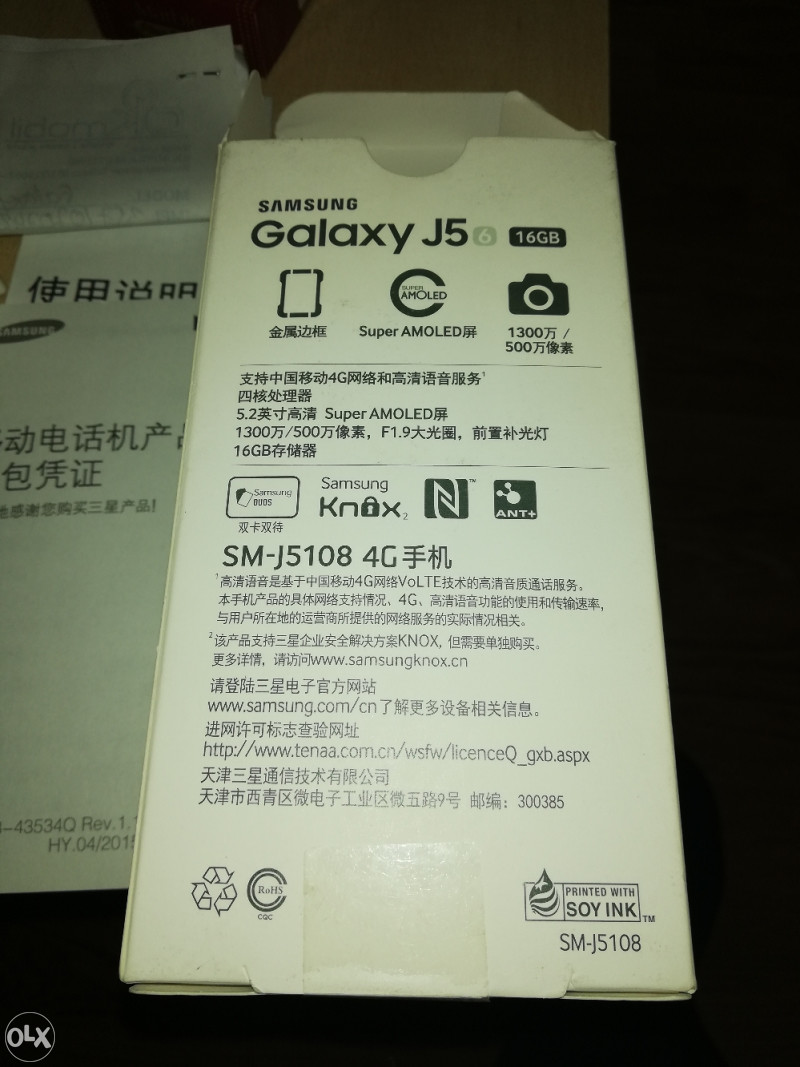 SAMSUNG
Galaxy J5 6 16GB
金属边框
SUPER AMOLED
Super AMOLED屏
1300万 /
500万像素
支持中国移动4G网络和高清语音服务¹
四核处理器
5.2英寸高清 Super AMOLED屏
1300万/500万像素，F1.9大光圈，前置补光灯
16GB存储器
Samsung DUOS
双卡双待
Samsung
Knox₂
N™
ANT+
SM-J5108 4G手机
¹高清语音是基于中国移动4G网络VoLTE技术的高清音质通话服务。
本手机产品的具体网络支持情况、4G、高清语音功能的使用和传输速率，
与用户所在地的运营商所提供的网络服务的实际情况相关。
²该产品支持三星企业安全解决方案KNOX，但需要单独购买。
更多详情，请访问www.samsungknox.cn
请登陆三星电子官方网站
www.samsung.com/cn了解更多设备相关信息。
进网许可标志查验网址
http://www.tenaa.com.cn/wsfw/licenceQ_gxb.aspx
天津三星通信技术有限公司
天津市西青区微电子工业区微五路9号 邮编：300385
RoHS
CQC
PRINTED WITH
SOY INK™
SM-J5108
MODEL
使用说明
SAMSUNG
动电话机产品
包凭证
感谢您购买三星产品!
-43534Q Rev.1.1
HY.04/2015
OLX